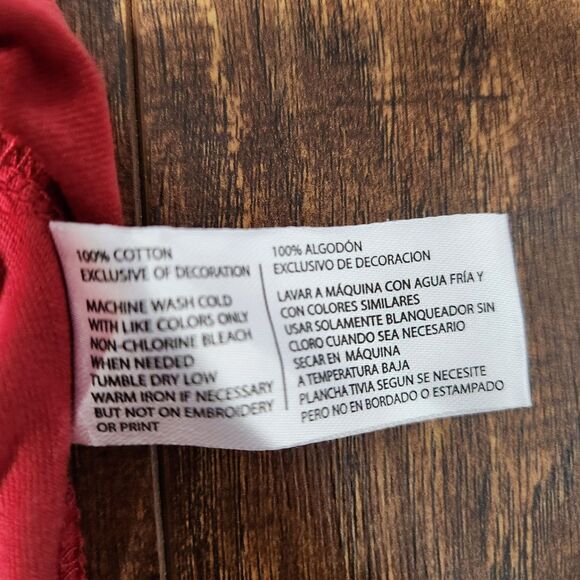 100% COTTON
EXCLUSIVE OF DECORATION
MACHINE WASH COLD
WITH LIKE COLORS ONLY
NON-CHLORINE BLEACH
WHEN NEEDED
TUMBLE DRY LOW
WARM IRON IF NECESSARY
BUT NOT ON EMBROIDERY
OR PRINT
100% ALGODÓN
EXCLUSIVO DE DECORACION
LAVAR A MÁQUINA CON AGUA FRÍA Y
CON COLORES SIMILARES
USAR SOLAMENTE BLANQUEADOR SIN
CLORO CUANDO SEA NECESARIO
SECAR EN MÁQUINA
A TEMPERATURA BAJA
PLANCHA TIVIA SEGUN SE NECESITE
PERO NO EN BORDADO O ESTAMPADO